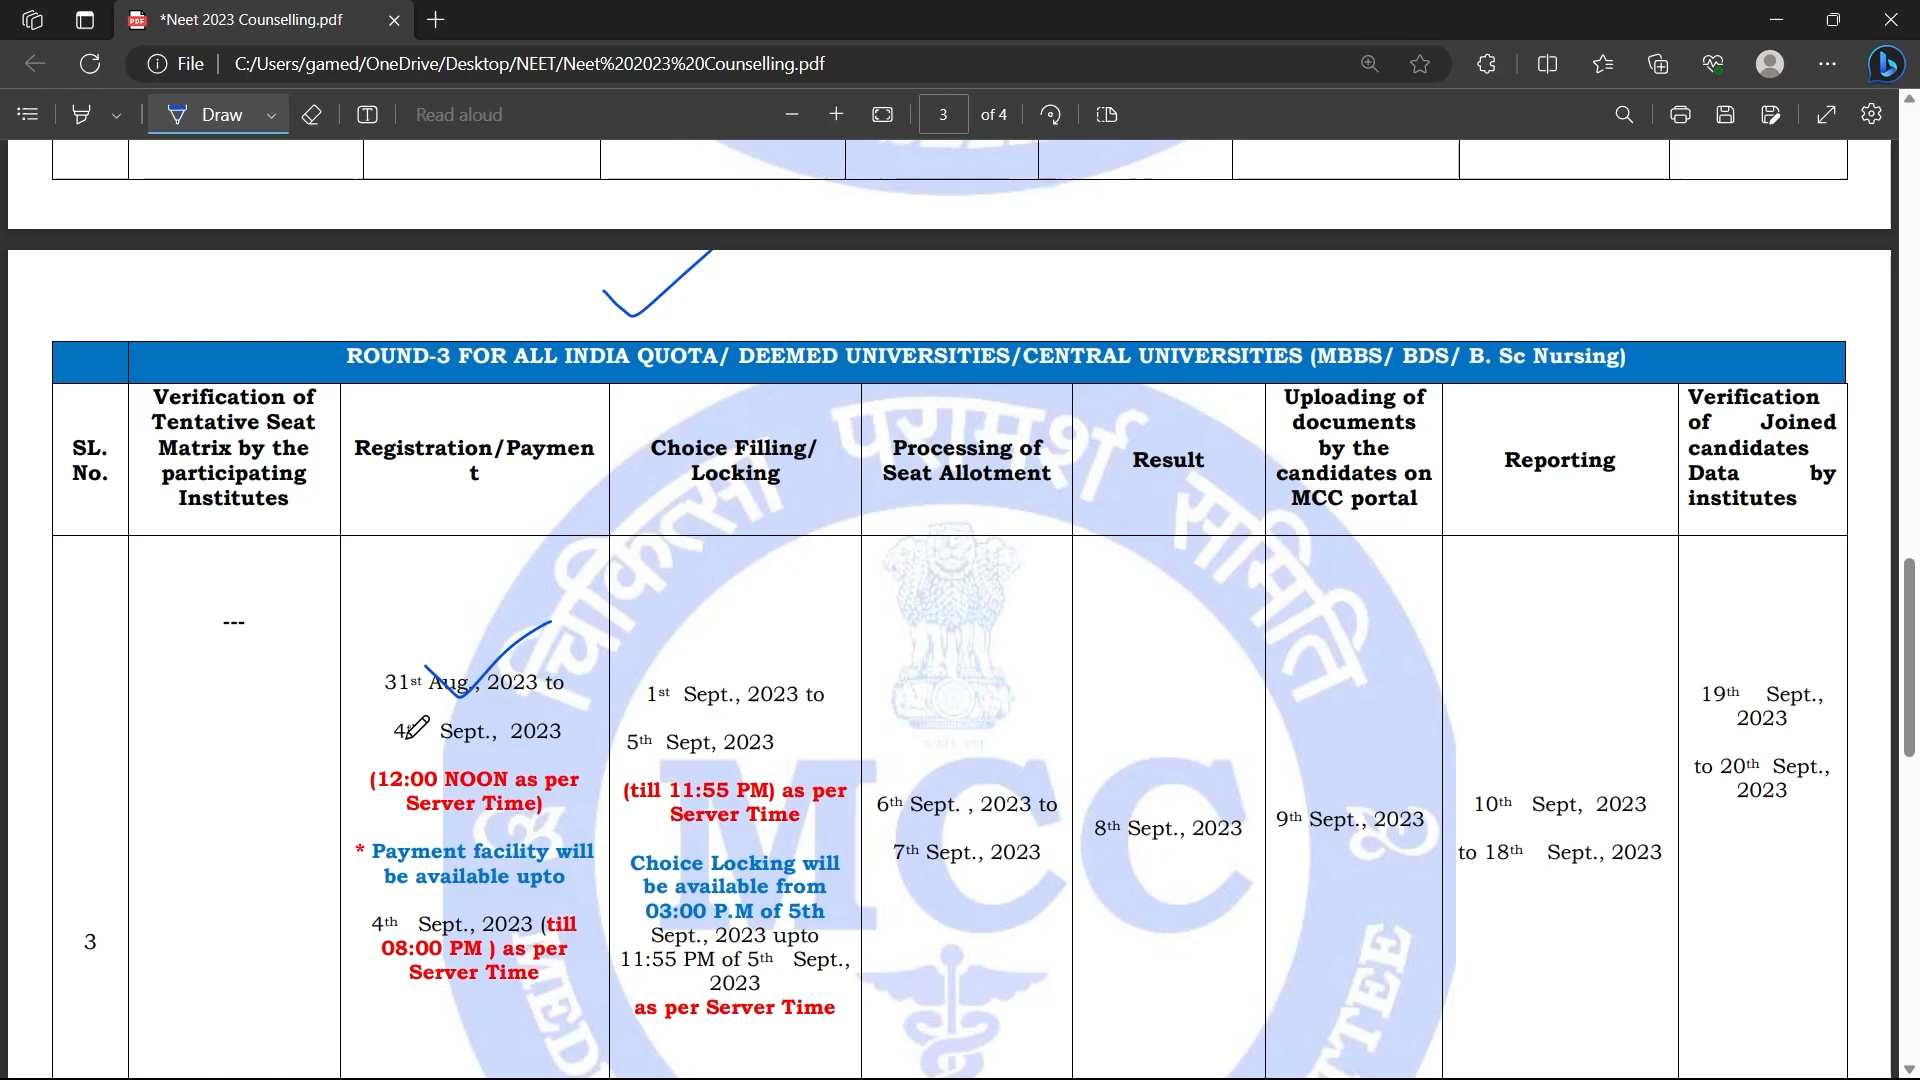 *Neet 2023 Counselling.pdf
File
C:/Users/gamed/OneDrive/Desktop/NEET/Neet%202023%20Counselling.pdf
Draw
Read aloud
3
of 4
ROUND-3 FOR ALL INDIA QUOTA/ DEEMED UNIVERSITIES/CENTRAL UNIVERSITIES (MBBS/ BDS/ B. Sc Nursing)
SL.
No.
Verification of
Tentative Seat
Matrix by the
participating
Institutes
Registration/Paymen
t
Choice Filling/
Locking
Processing of
Seat Allotment
Result
Uploading of
documents
by the
candidates on
MCC portal
Reporting
Verification
of Joined
candidates
Data by
institutes
3
---
31st Aug., 2023 to
Sept., 2023
(12:00 NOON as per
Server Time)
* Payment facility will
be available upto
4th Sept., 2023 (till
08:00 PM ) as per
Server Time
1st Sept., 2023 to
5th Sept, 2023
(till 11:55 PM) as per
Server Time
Choice Locking will
be available from
03:00 P.M of 5th
Sept., 2023 upto
11:55 PM of 5th Sept.,
2023
as per Server Time
6th Sept. , 2023 to
7th Sept., 2023
8th Sept., 2023
9th Sept., 2023
10th Sept, 2023
to 18th Sept., 2023
19th Sept.,
2023
to 20th Sept.,
2023
चिकित्सा परामर्श समिति
MCC